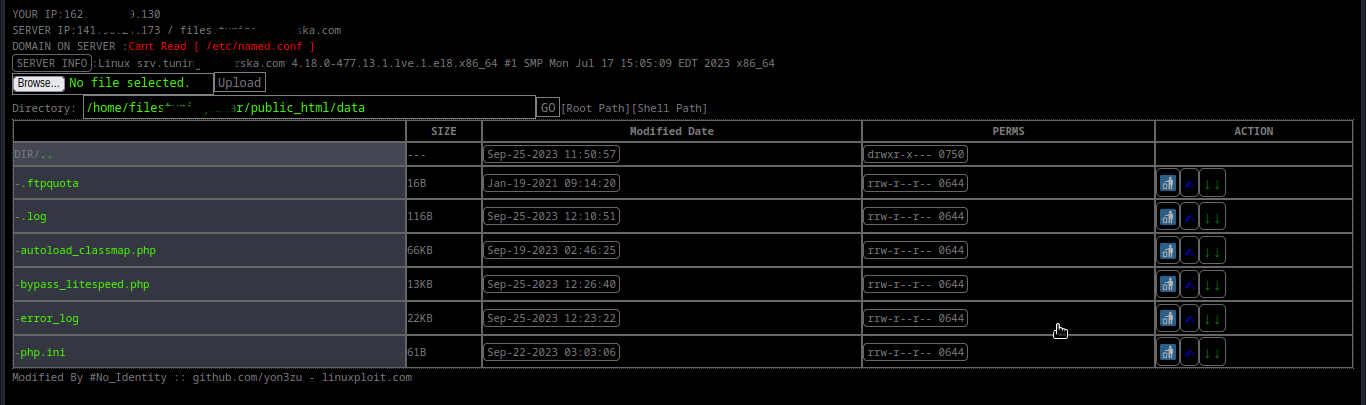 YOUR IP:162. 9.130
SERVER IP:141. .173 / files. ska.com
DOMAIN ON SERVER :Cant Read [ /etc/named.conf ]
SERVER INFO:Linux srv.tuning rska.com 4.18.0-477.13.1.lve.1.el8.x86_64 #1 SMP Mon Jul 17 15:05:09 EDT 2023 x86_64
Browse... No file selected. Upload
Directory: /home/files ar/public_html/data GO [Root Path][Shell Path]
SIZE Modified Date PERMS ACTION
DIR/.. --- Sep-25-2023 11:50:57 drwxr-x--- 0750
-.ftpquota 16B Jan-19-2021 09:14:20 rrw-r--r-- 0644
-.log 116B Sep-25-2023 12:10:51 rrw-r--r-- 0644
-autoload_classmap.php 66KB Sep-19-2023 02:46:25 rrw-r--r-- 0644
-bypass_litespeed.php 13KB Sep-25-2023 12:26:40 rrw-r--r-- 0644
-error_log 22KB Sep-25-2023 12:23:22 rrw-r--r-- 0644
-php.ini 61B Sep-22-2023 03:03:06 rrw-r--r-- 0644
Modified By #No_Identity :: github.com/yon3zu - linuxploit.com